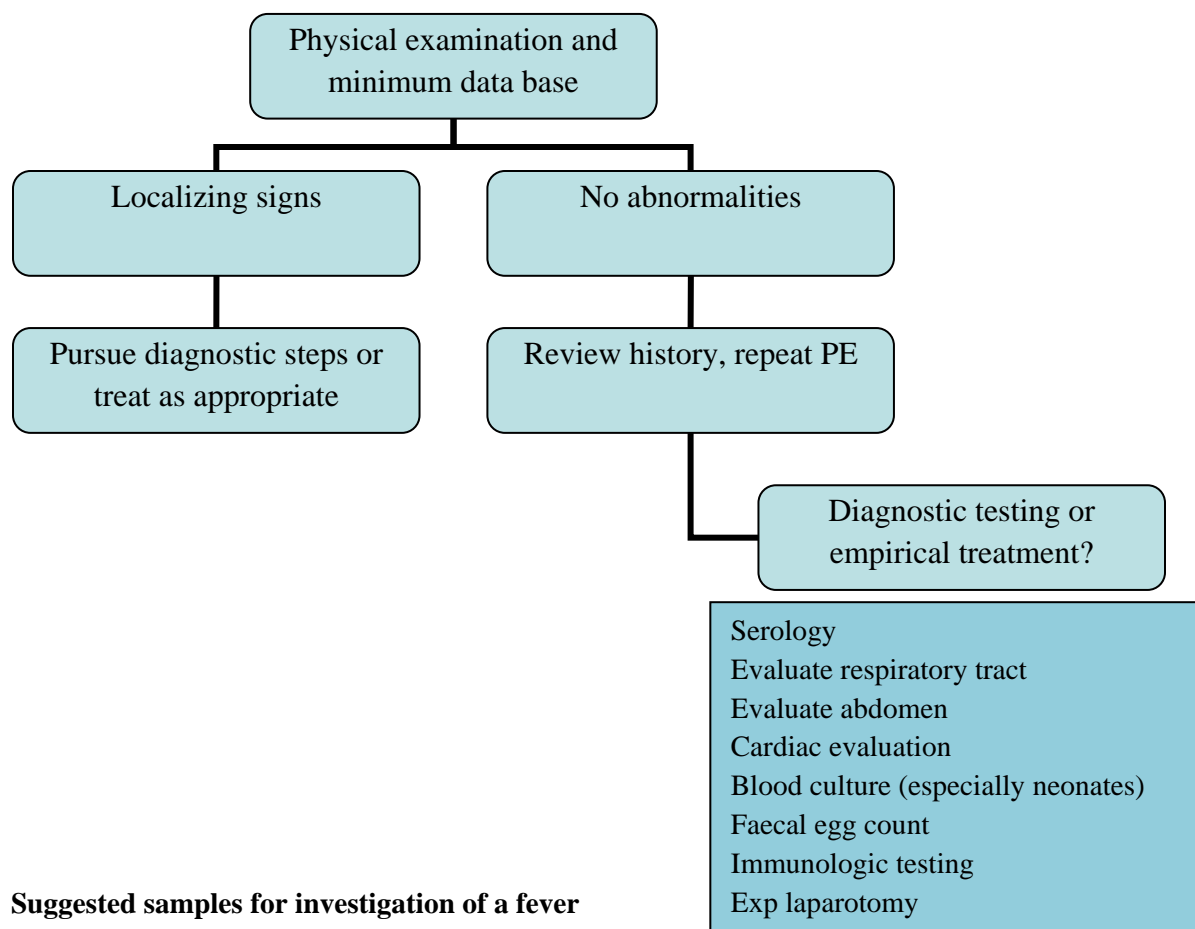 Physical examination and
minimum data base
Localizing signs
No abnormalities
Pursue diagnostic steps or
treat as appropriate
Review history, repeat PE
Diagnostic testing or
empirical treatment?
Serology
Evaluate respiratory tract
Evaluate abdomen
Cardiac evaluation
Blood culture (especially neonates)
Faecal egg count
Immunologic testing
Exp laparotomy
Suggested samples for investigation of a fever